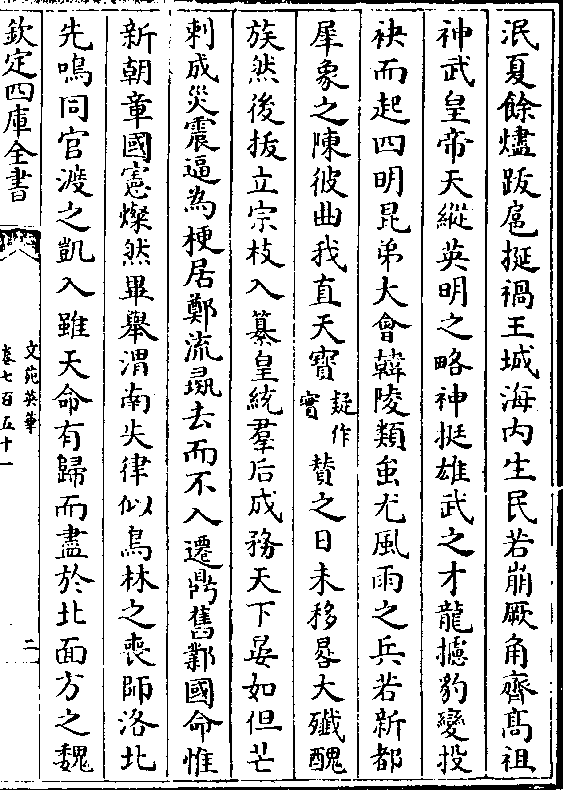 泯夏餘燼跋扈挻禍王城海内生民若崩厥角齊髙祖
神武皇帝天縱英明之略神挺雄武之才龍攄豹變投
袂而起四明昆弟大會韓陵類蚩尤風雨之兵若新都
犀象之陳彼曲我直天寳疑作實賛之日未移晷大殱醜
族然後抜立宗枝入纂皇統羣后成務天下晏如但芒
刺成災震逼為梗居鄭流彘去而不入遷鼎舊鄴國命惟
新朝章國憲燦然畢舉渭南失律似烏林之喪師洛北
先鳴同官渡之凱入雖天命有歸而盡於北面方之魏
欽定四庫全書
文苑英華
卷七百五十一
二